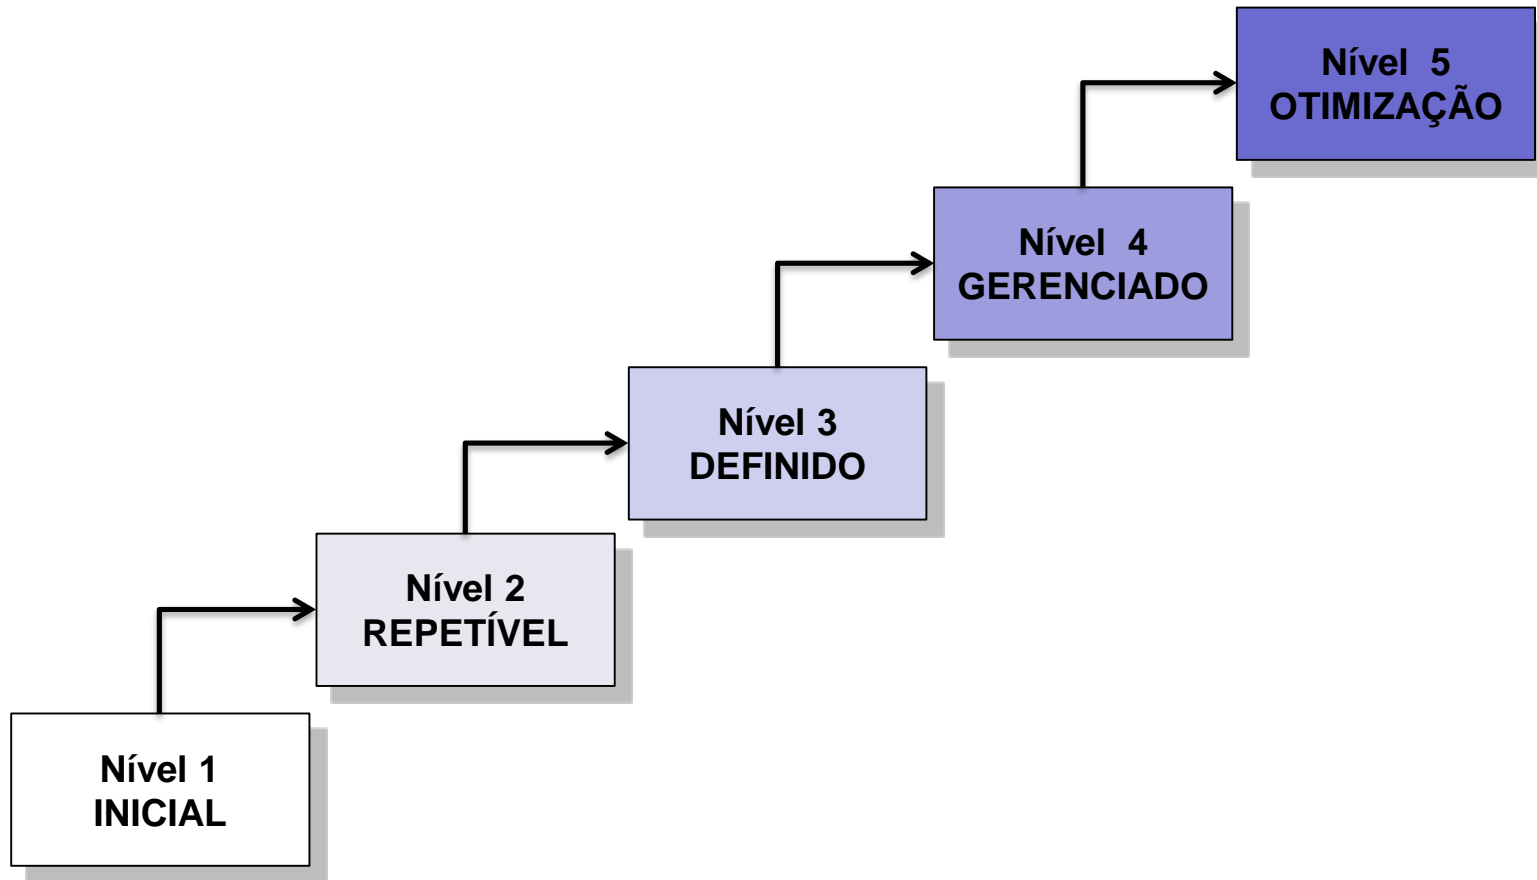 Nível 5
OTIMIZAÇÃO
Nível 4
GERENCIADO
Nível 3
DEFINIDO
Nível 2
REPETÍVEL
Nível 1
INICIAL